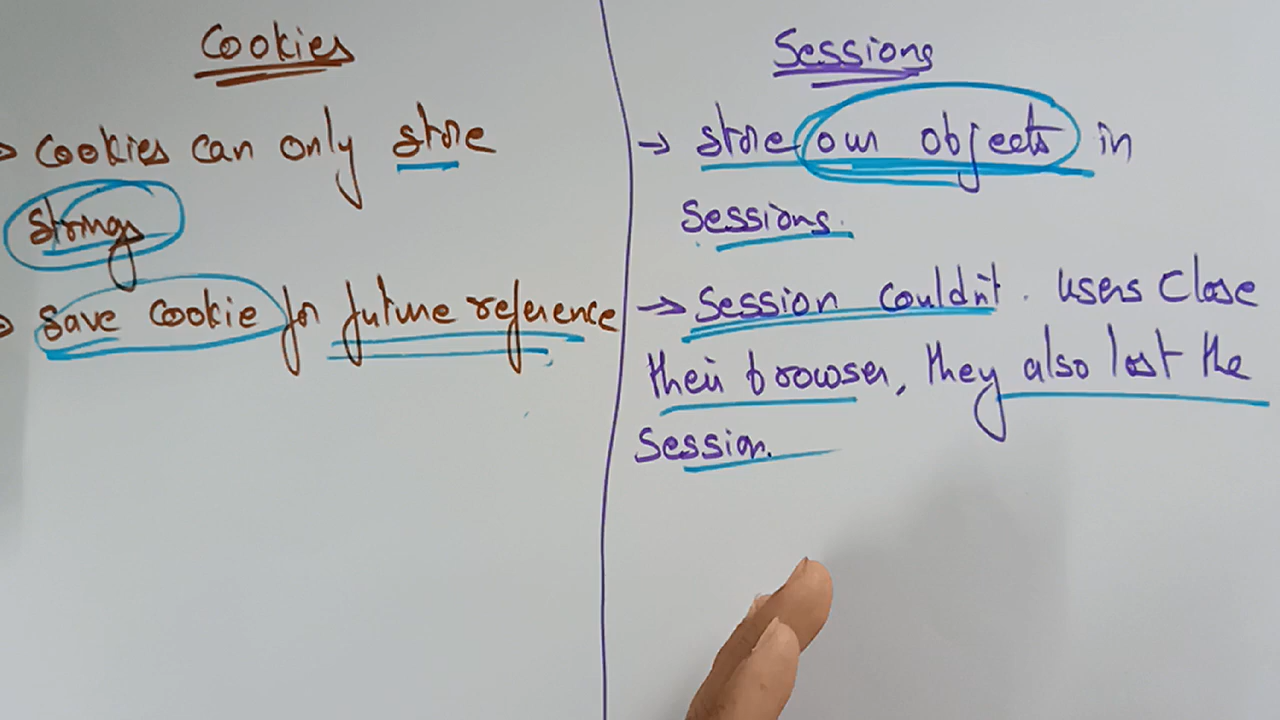 Cookies
→ Cookies can only store
strings
→ save cookie for future reference
Sessions
→ store our objects in
sessions.
→ Session couldn't. users close
their browser, they also lost the
session.